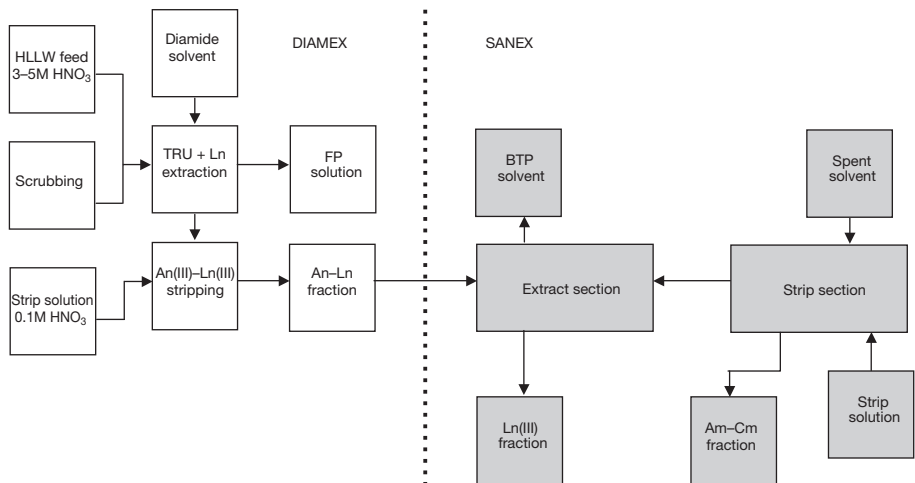 DIAMEX
SANEX
HLLW feed
3–5M HNO₃
Diamide
solvent
Scrubbing
TRU + Ln
extraction
FP
solution
Strip solution
0.1M HNO₃
An(III)–Ln(III)
stripping
An–Ln
fraction
BTP
solvent
Spent
solvent
Extract section
Strip section
Ln(III)
fraction
Am–Cm
fraction
Strip
solution